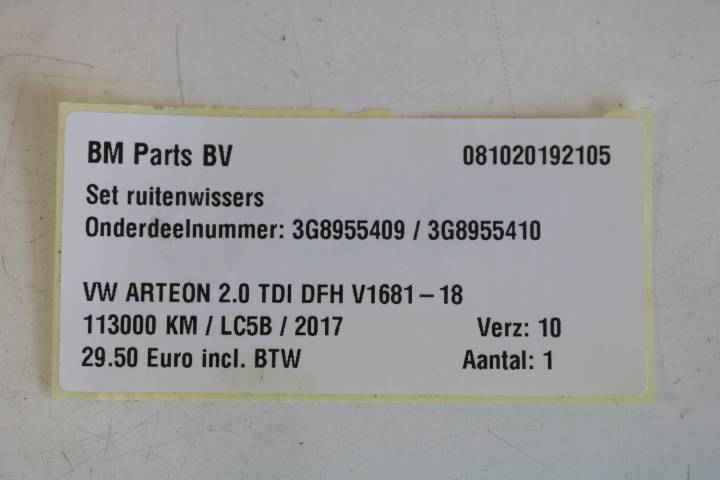 BM Parts BV 081020192105
Set ruitenwissers
Onderdeelnummer: 3G8955409 / 3G8955410
VW ARTEON 2.0 TDI DFH V1681-18
113000 KM / LC5B / 2017 Verz: 10
29.50 Euro incl. BTW Aantal: 1